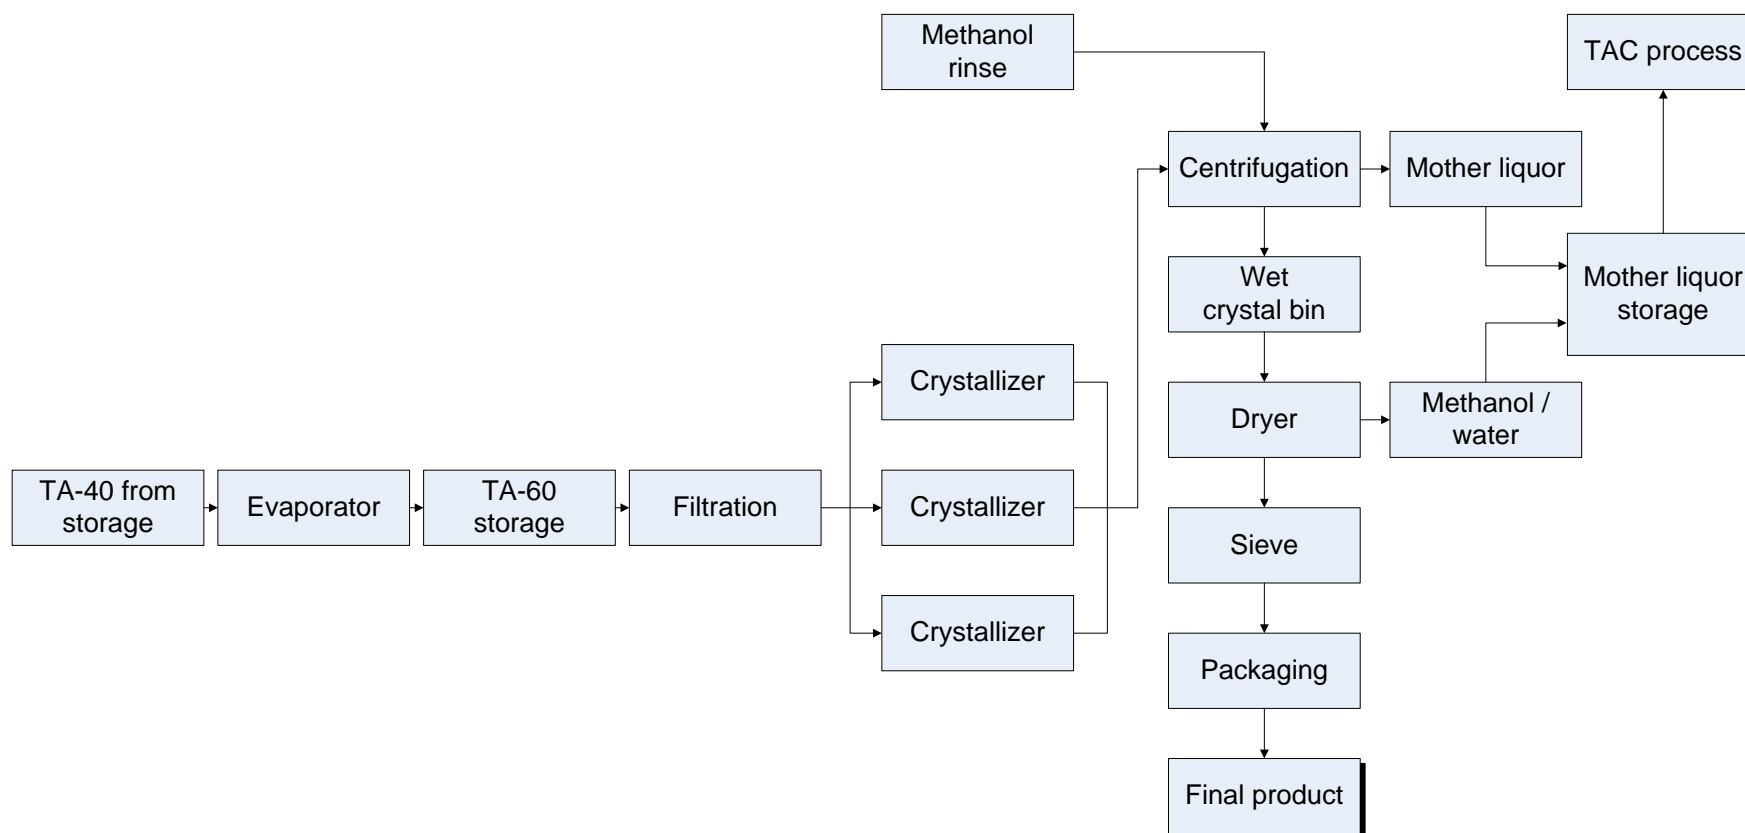 Methanol
rinse
TAC process
Centrifugation
Mother liquor
Wet
crystal bin
Mother liquor
storage
Crystallizer
Dryer
Methanol /
water
TA-40 from
storage
Evaporator
TA-60
storage
Filtration
Crystallizer
Sieve
Crystallizer
Packaging
Final product